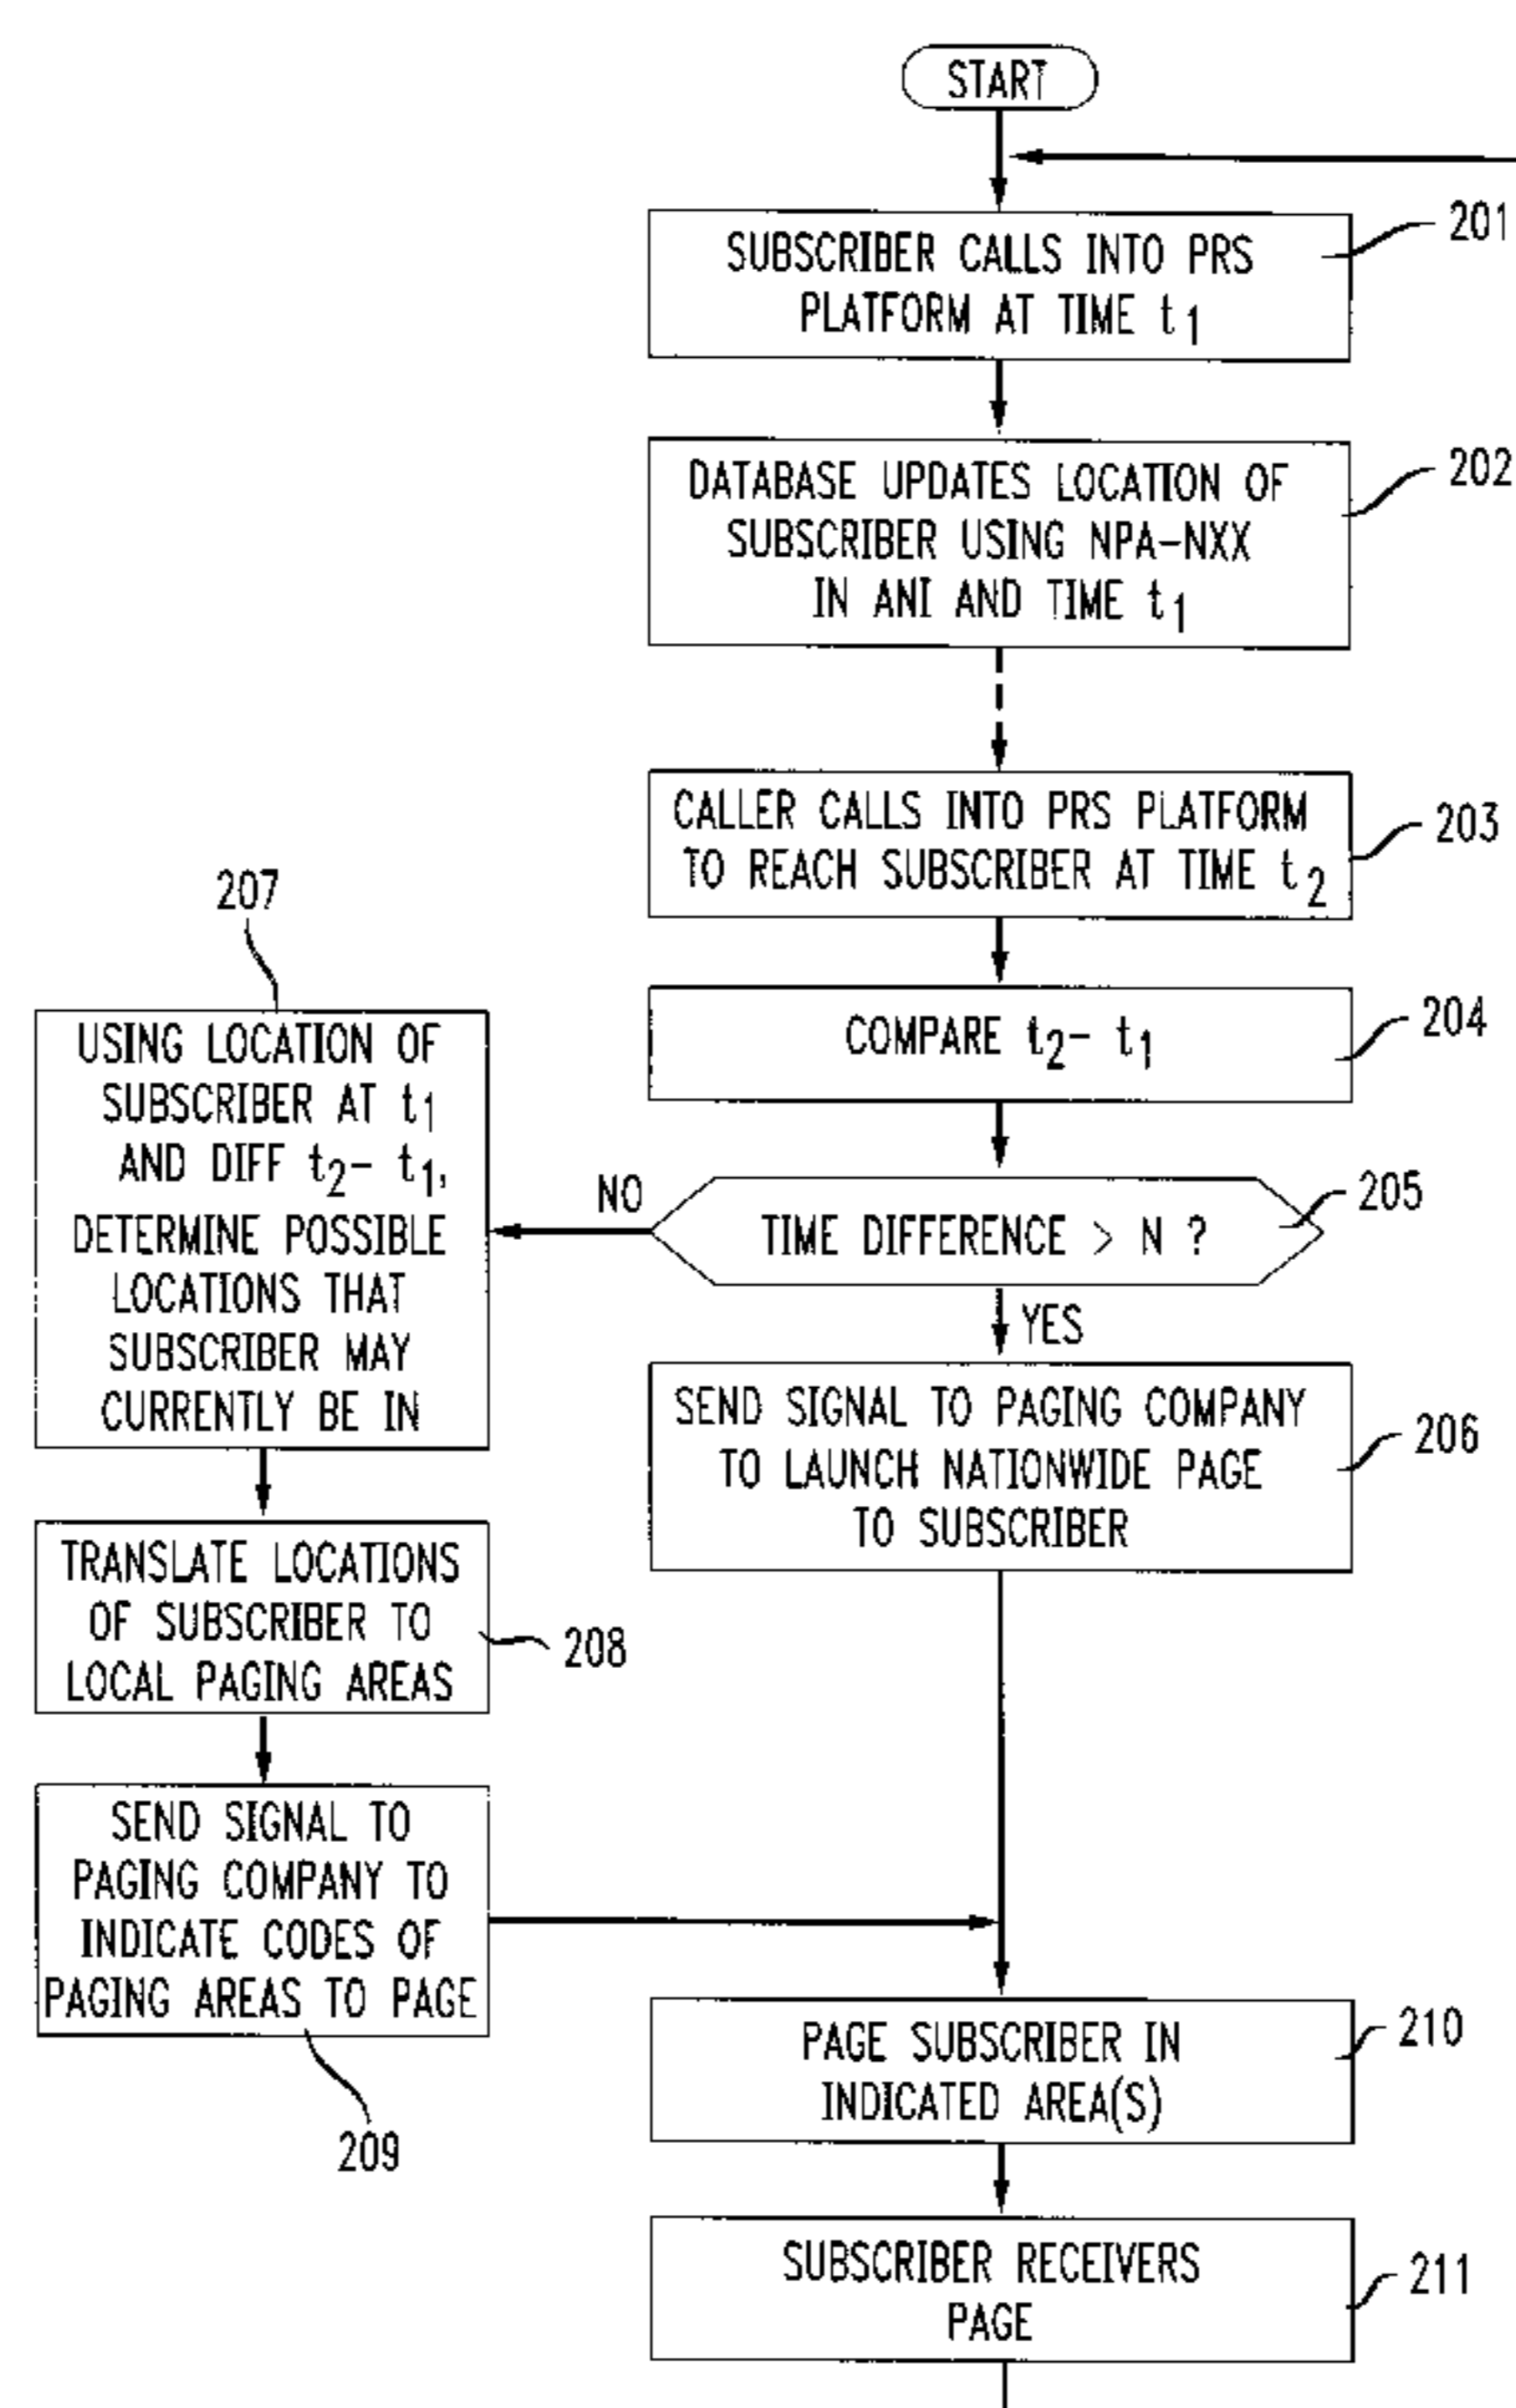 START
201
SUBSCRIBER CALLS INTO PRS
PLATFORM AT TIME t1
202
DATABASE UPDATES LOCATION OF
SUBSCRIBER USING NPA-NXX
IN ANI AND TIME t1
203
CALLER CALLS INTO PRS PLATFORM
TO REACH SUBSCRIBER AT TIME t2
204
COMPARE t2- t1
205
TIME DIFFERENCE > N ?
NO
YES
207
USING LOCATION OF
SUBSCRIBER AT t1
AND DIFF t2- t1,
DETERMINE POSSIBLE
LOCATIONS THAT
SUBSCRIBER MAY
CURRENTLY BE IN
206
SEND SIGNAL TO PAGING COMPANY
TO LAUNCH NATIONWIDE PAGE
TO SUBSCRIBER
TRANSLATE LOCATIONS
OF SUBSCRIBER TO
LOCAL PAGING AREAS
208
SEND SIGNAL TO
PAGING COMPANY TO
INDICATE CODES OF
PAGING AREAS TO PAGE
209
PAGE SUBSCRIBER IN
INDICATED AREA(S)
210
SUBSCRIBER RECEIVERS
PAGE
211